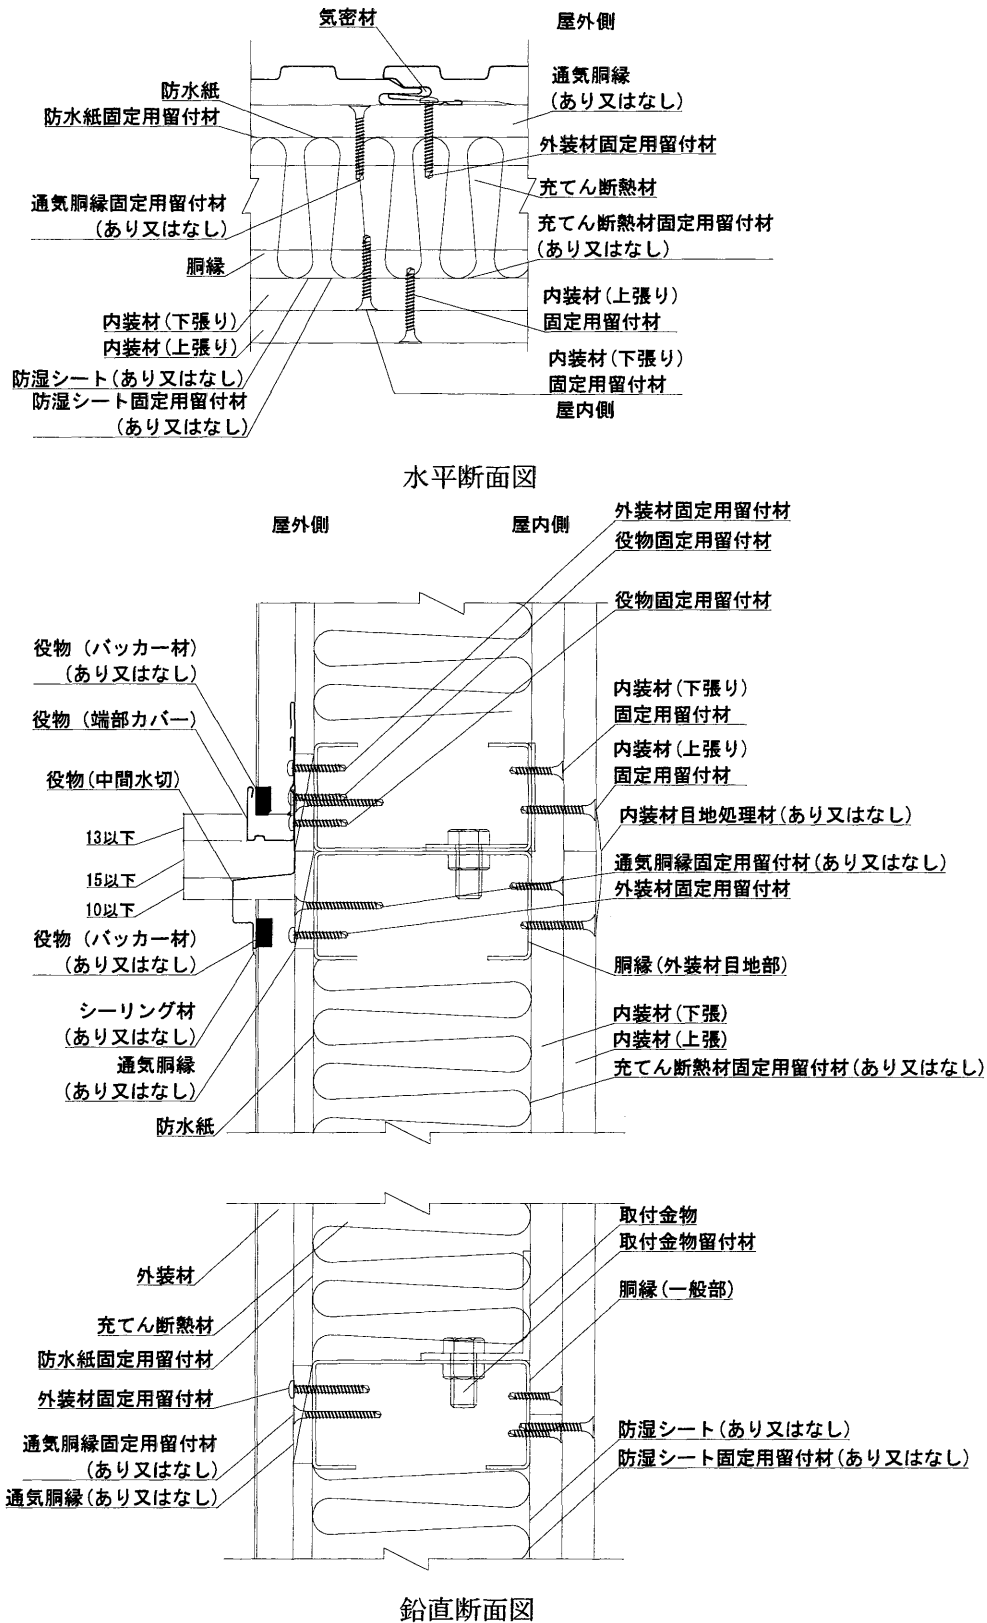 気密材
屋外側
通気胴縁
(あり又はなし)
防水紙
防水紙固定用留付材
外装材固定用留付材
充てん断熱材
通気胴縁固定用留付材
(あり又はなし)
充てん断熱材固定用留付材
(あり又はなし)
胴縁
内装材(上張り)
固定用留付材
内装材(下張り)
内装材(上張り)
内装材(下張り)
固定用留付材
防湿シート(あり又はなし)
防湿シート固定用留付材
(あり又はなし)
屋内側
水平断面図
屋外側
屋内側
外装材固定用留付材
役物固定用留付材
役物固定用留付材
役物(バッカー材)
(あり又はなし)
内装材(下張り)
固定用留付材
役物(端部カバー)
内装材(上張り)
固定用留付材
役物(中間水切)
内装材目地処理材(あり又はなし)
13以下
通気胴縁固定用留付材(あり又はなし)
15以下
外装材固定用留付材
10以下
役物(バッカー材)
(あり又はなし)
胴縁(外装材目地部)
シーリング材
(あり又はなし)
内装材(下張)
内装材(上張)
通気胴縁
(あり又はなし)
充てん断熱材固定用留付材(あり又はなし)
防水紙
取付金物
取付金物留付材
外装材
胴縁(一般部)
充てん断熱材
防水紙固定用留付材
外装材固定用留付材
通気胴縁固定用留付材
(あり又はなし)
防湿シート(あり又はなし)
防湿シート固定用留付材(あり又はなし)
通気胴縁(あり又はなし)
鉛直断面図